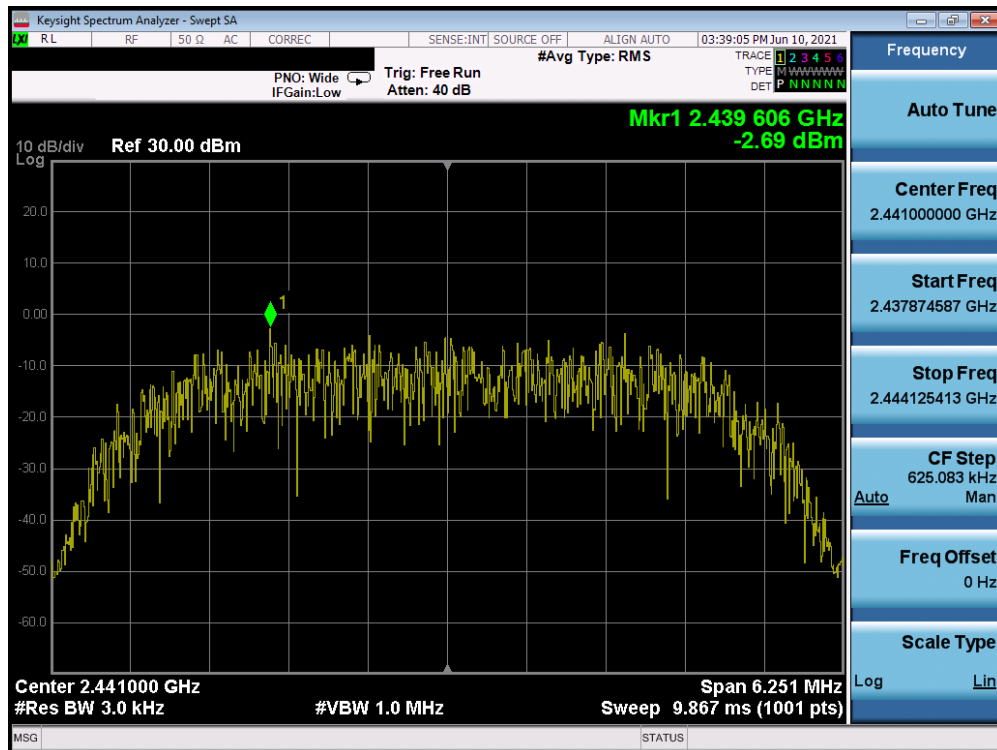 Keysight Spectrum Analyzer - Swept SA
LXI RL RF 50 Ω AC CORREC SENSE:INT SOURCE OFF ALIGN AUTO 03:39:05 PM Jun 10, 2021
#Avg Type: RMS TRACE 1 2 3 4 5 6
PNO: Wide Trig: Free Run TYPE M W W W W W
IFGain:Low Atten: 40 dB DET P N N N N N
Mkr1 2.439 606 GHz
-2.69 dBm
10 dB/div Ref 30.00 dBm
Log
20.0
10.0
0.00
-10.0
-20.0
-30.0
-40.0
-50.0
-60.0
1
Center 2.441000 GHz Span 6.251 MHz
#Res BW 3.0 kHz #VBW 1.0 MHz Sweep 9.867 ms (1001 pts)
MSG STATUS
Frequency
Auto Tune
Center Freq
2.441000000 GHz
Start Freq
2.437874587 GHz
Stop Freq
2.444125413 GHz
CF Step
625.083 kHz
Auto Man
Freq Offset
0 Hz
Scale Type
Log Lin